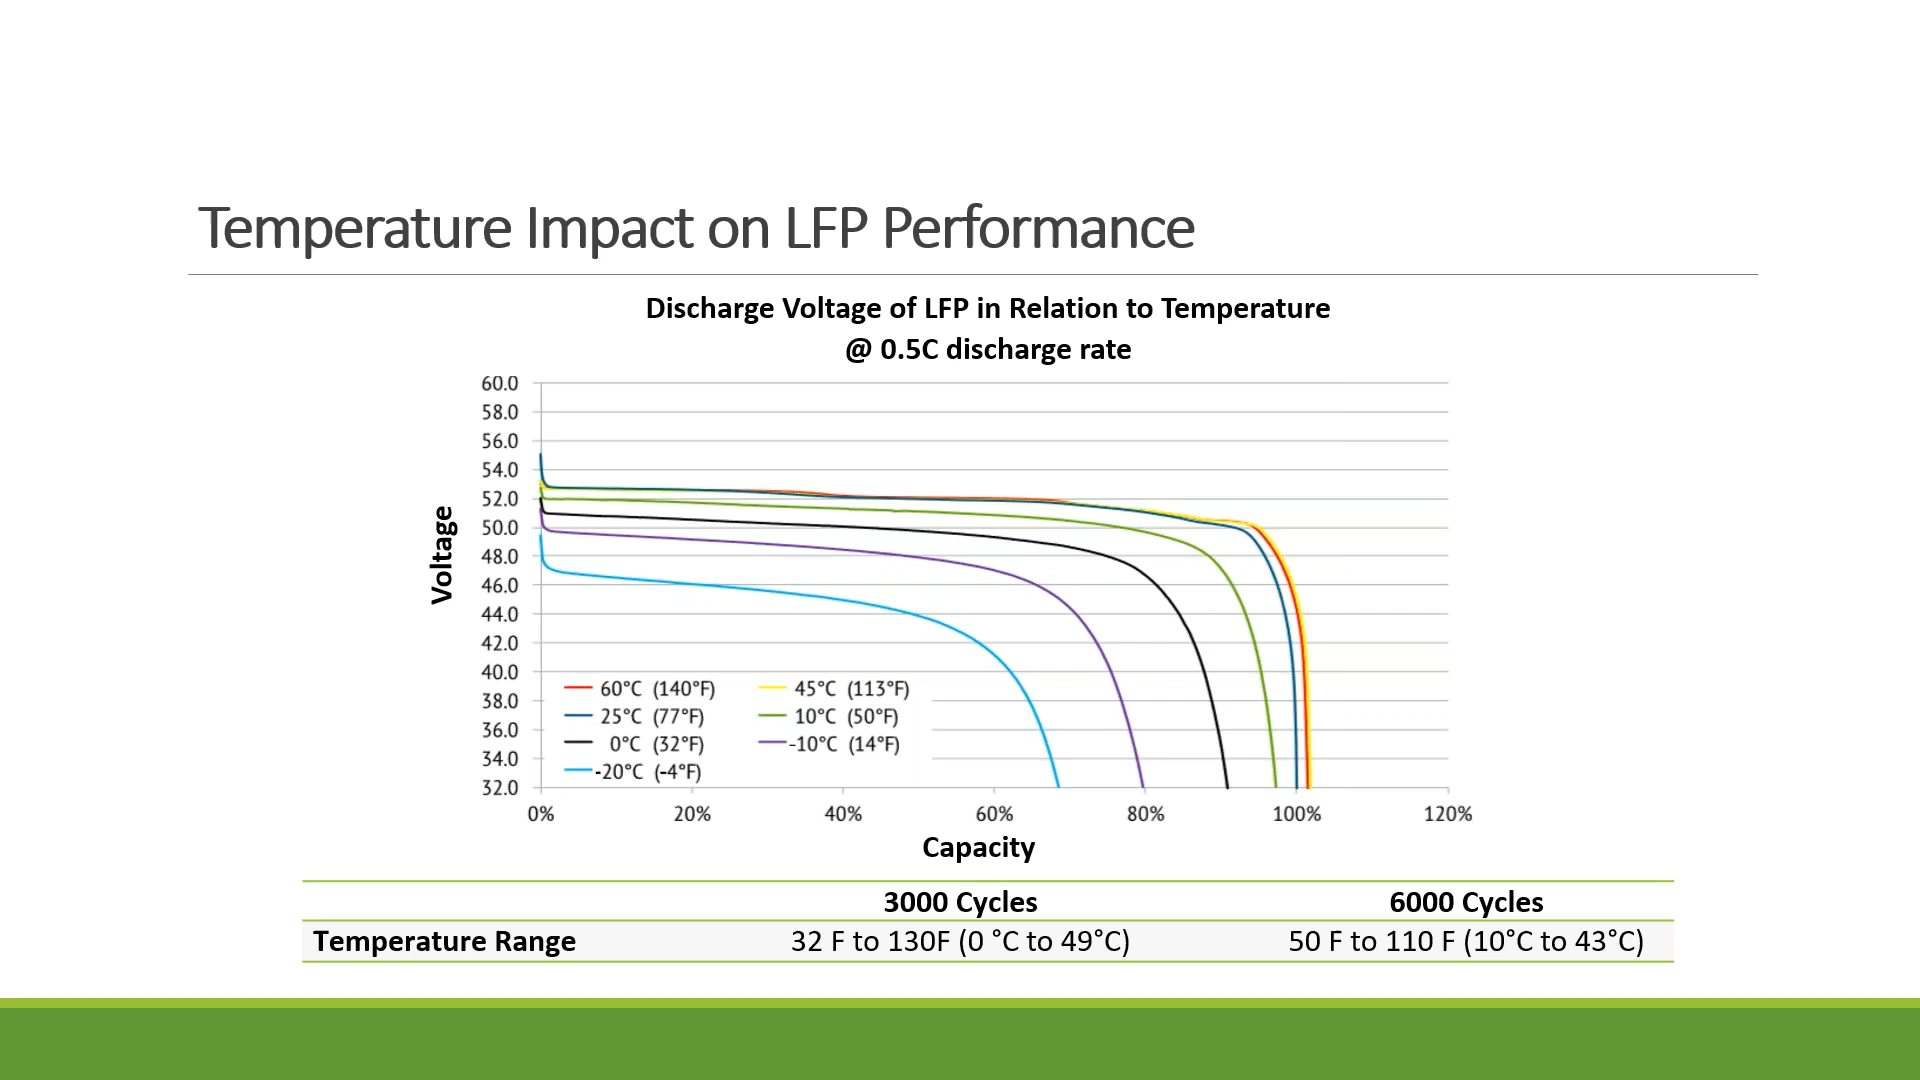 Temperature Impact on LFP Performance
Discharge Voltage of LFP in Relation to Temperature
@ 0.5C discharge rate
60.0
58.0
56.0
54.0
52.0
50.0
48.0
46.0
44.0
42.0
40.0
38.0
36.0
34.0
32.0
Voltage
60°C (140°F) 45°C (113°F)
25°C (77°F) 10°C (50°F)
0°C (32°F) -10°C (14°F)
-20°C (-4°F)
0% 20% 40% 60% 80% 100% 120%
Capacity
3000 Cycles 6000 Cycles
Temperature Range 32 F to 130F (0 °C to 49°C) 50 F to 110 F (10°C to 43°C)